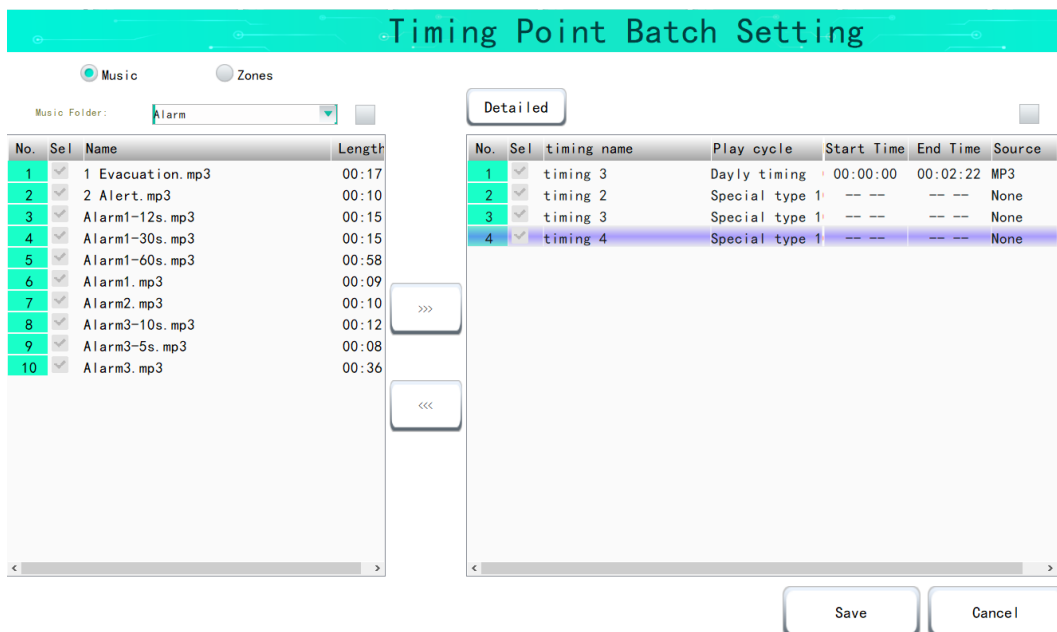 Timing Point Batch Setting
Music Zones
Music Folder: Alarm
Detailed
No. Sel Name Length
1 1 Evacuation.mp3 00:17
2 2 Alert.mp3 00:10
3 Alarm1-12s.mp3 00:15
4 Alarm1-30s.mp3 00:15
5 Alarm1-60s.mp3 00:58
6 Alarm1.mp3 00:09
7 Alarm2.mp3 00:10
8 Alarm3-10s.mp3 00:12
9 Alarm3-5s.mp3 00:08
10 Alarm3.mp3 00:36
>>>
<<<
No. Sel timing name Play cycle Start Time End Time Source
1 timing 3 Dayly timing 00:00:00 00:02:22 MP3
2 timing 2 Special type 1 -- -- -- -- None
3 timing 3 Special type 1 -- -- -- -- None
4 timing 4 Special type 1 -- -- -- -- None
Save Cancel